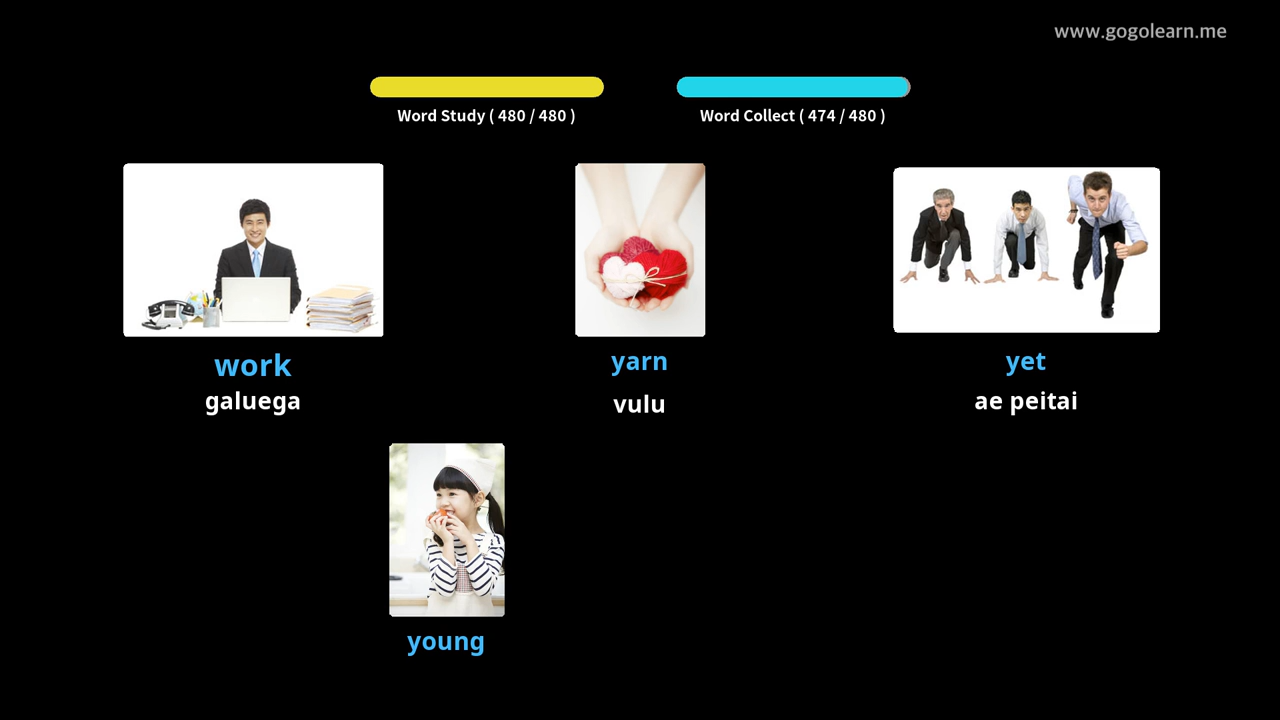 www.gogolearn.me
Word Study ( 480 / 480 )
Word Collect ( 474 / 480 )
work
galuega
yarn
vulu
yet
ae peitai
young